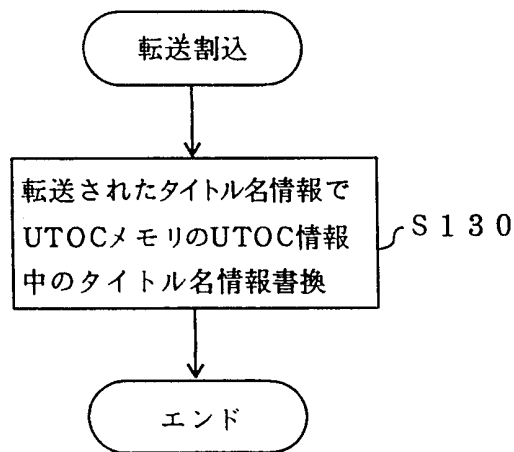 転送割込
転送されたタイトル名情報で
UTOCメモリのUTOC情報
中のタイトル名情報書換
S130
エンド